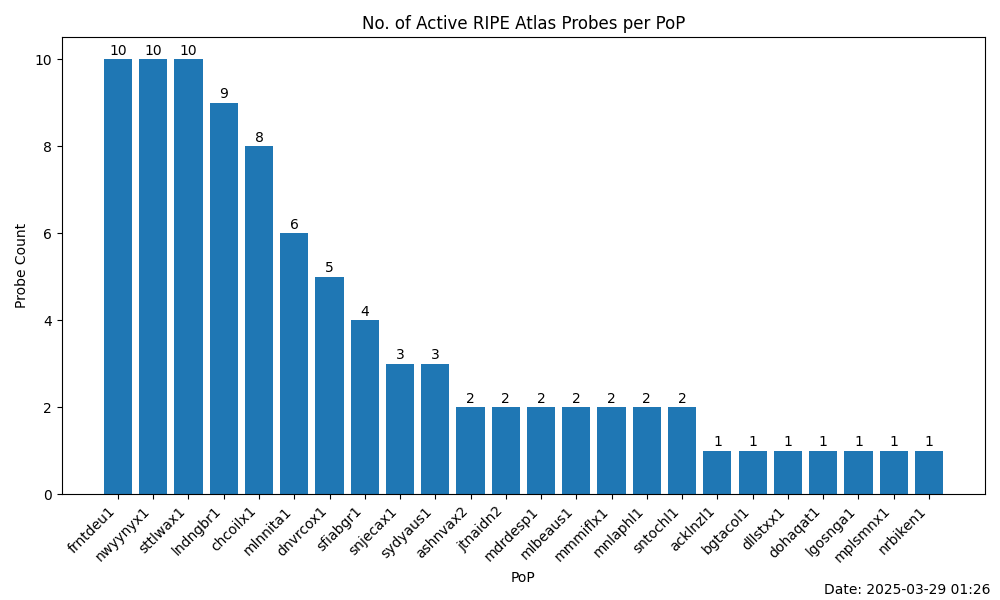 No. of Active RIPE Atlas Probes per PoP
Probe Count
10
8
6
4
2
0
10 10 10 9 8 6 5 4 3 3 2 2 2 2 2 2 2 1 1 1 1 1 1 1
frntdeu1 nwyynyx1 sttlwax1 lndngbr1 chcoilx1 mlnnita1 dnvrcox1 sfiabgr1 snjecax1 sydyaus1 ashnvax2 jtnaidn2 mdrdesp1 mlbeaus1 mmmiflx1 mnlaphl1 sntochl1 acklnzl1 bgtacol1 dllstxx1 dohaqat1 lgosnga1 mplsmnx1 nrbiken1
PoP
Date: 2025-03-29 01:26